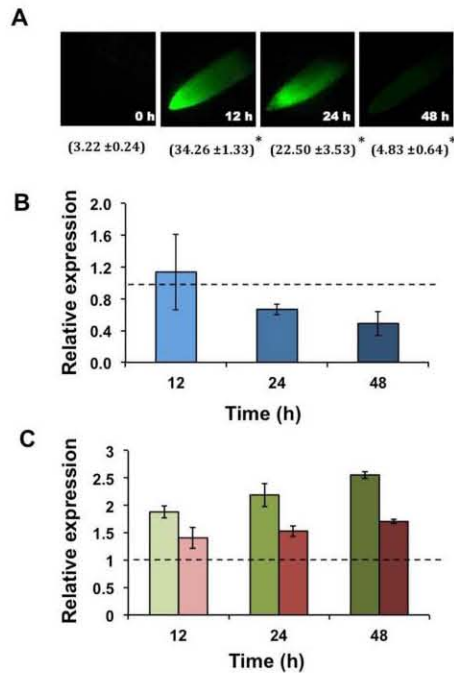 A
0 h 12 h 24 h 48 h
(3.22 ±0.24) (34.26 ±1.33)* (22.50 ±3.53)* (4.83 ±0.64)*
B
Relative expression
2.0
1.6
1.2
0.8
0.4
0.0
12 24 48
Time (h)
C
Relative expression
3
2.5
2
1.5
1
0.5
0
12 24 48
Time (h)